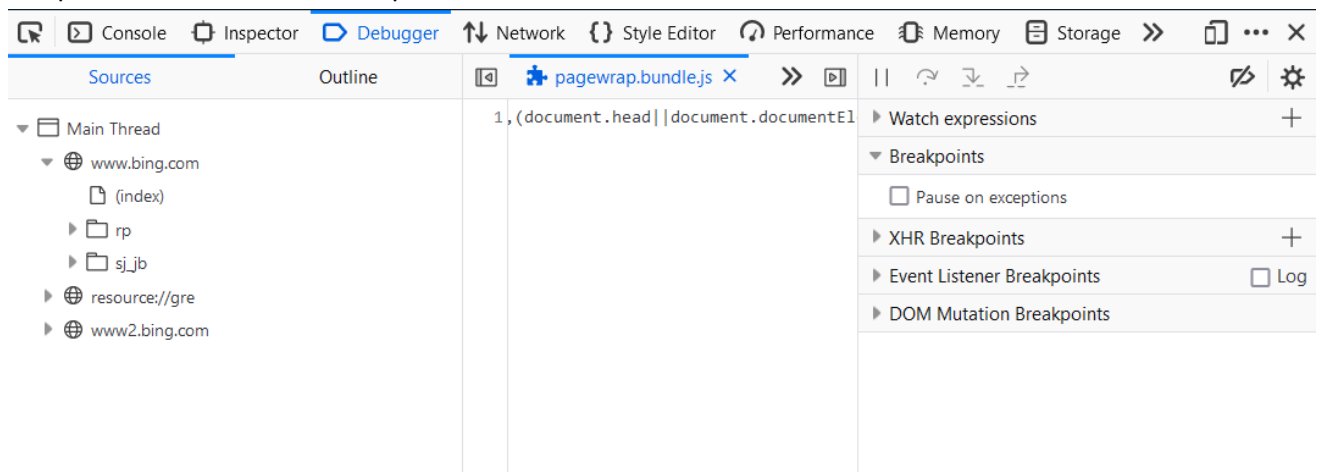 Console Inspector Debugger Network {} Style Editor Performance Memory Storage
Sources Outline pagewrap.bundle.js
Main Thread
www.bing.com
(index)
rp
sj_jb
resource://gre
www2.bing.com
1 ,(document.head||document.documentEl
Watch expressions
Breakpoints
Pause on exceptions
XHR Breakpoints
Event Listener Breakpoints Log
DOM Mutation Breakpoints